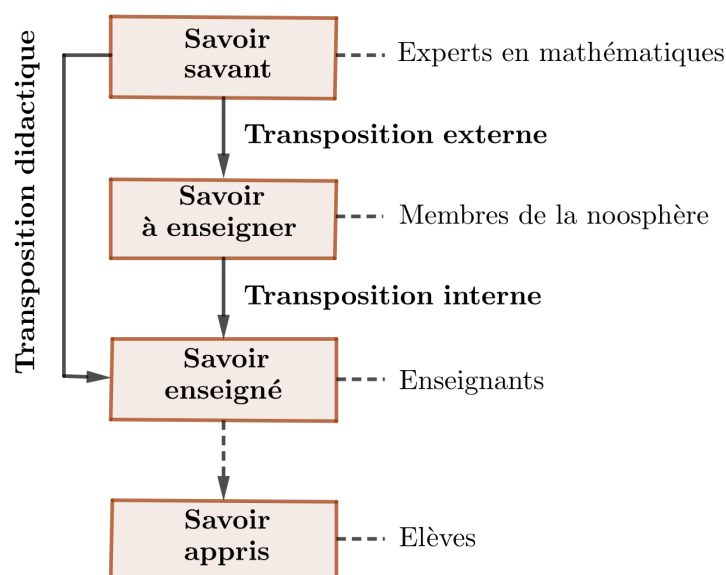 Transposition didactique
Savoir
savant
Experts en mathématiques
Transposition externe
Savoir
à enseigner
Membres de la noosphère
Transposition interne
Savoir
enseigné
Enseignants
Savoir
appris
Elèves